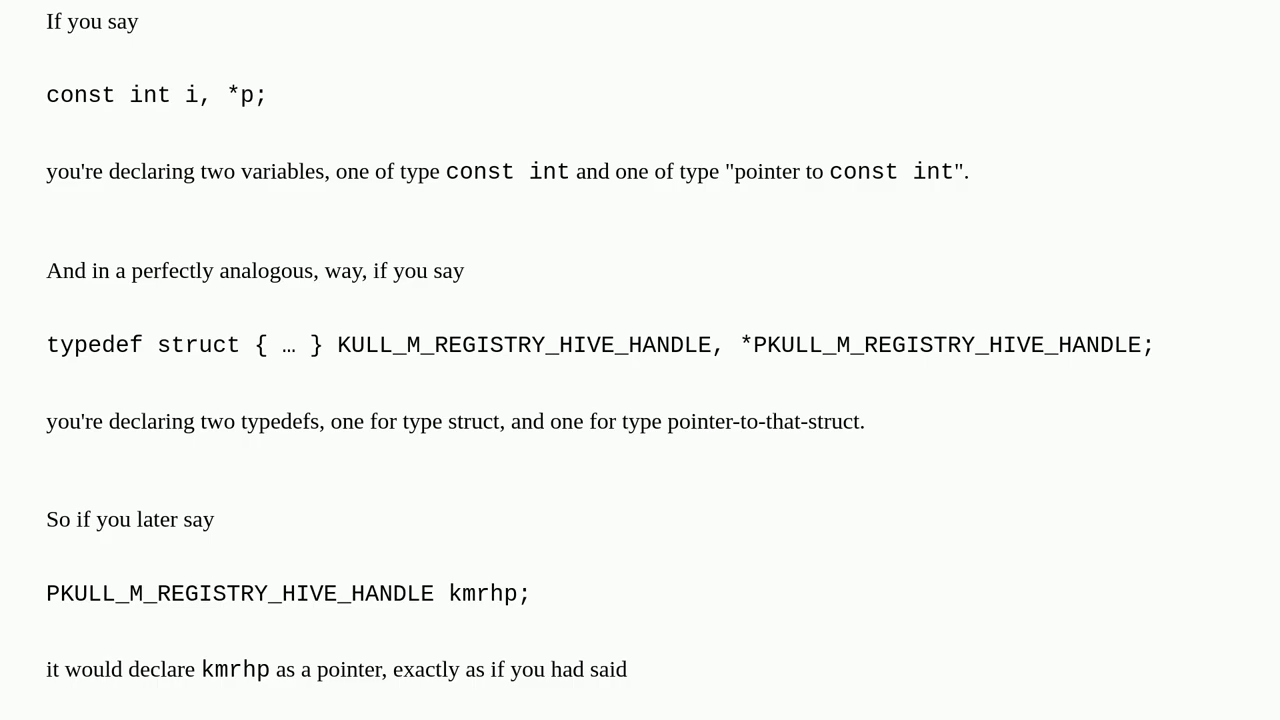 If you say
const int i, *p;
you're declaring two variables, one of type const int and one of type "pointer to const int".
And in a perfectly analogous, way, if you say
typedef struct { … } KULL_M_REGISTRY_HIVE_HANDLE, *PKULL_M_REGISTRY_HIVE_HANDLE;
you're declaring two typedefs, one for type struct, and one for type pointer-to-that-struct.
So if you later say
PKULL_M_REGISTRY_HIVE_HANDLE kmrhp;
it would declare kmrhp as a pointer, exactly as if you had said